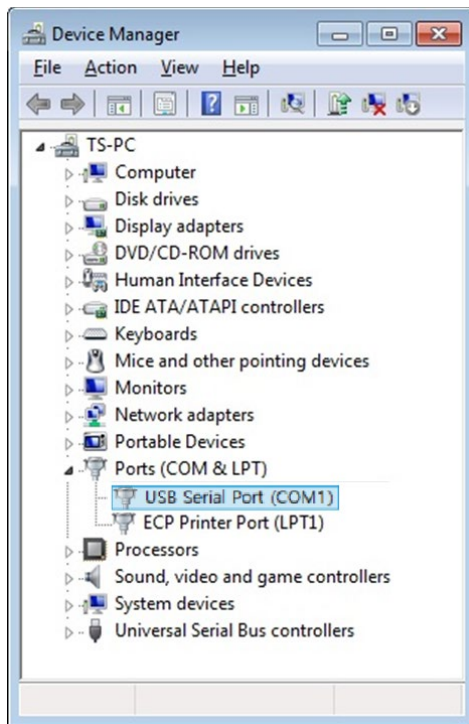 Device Manager
File Action View Help
TS-PC
Computer
Disk drives
Display adapters
DVD/CD-ROM drives
Human Interface Devices
IDE ATA/ATAPI controllers
Keyboards
Mice and other pointing devices
Monitors
Network adapters
Portable Devices
Ports (COM & LPT)
USB Serial Port (COM1)
ECP Printer Port (LPT1)
Processors
Sound, video and game controllers
System devices
Universal Serial Bus controllers